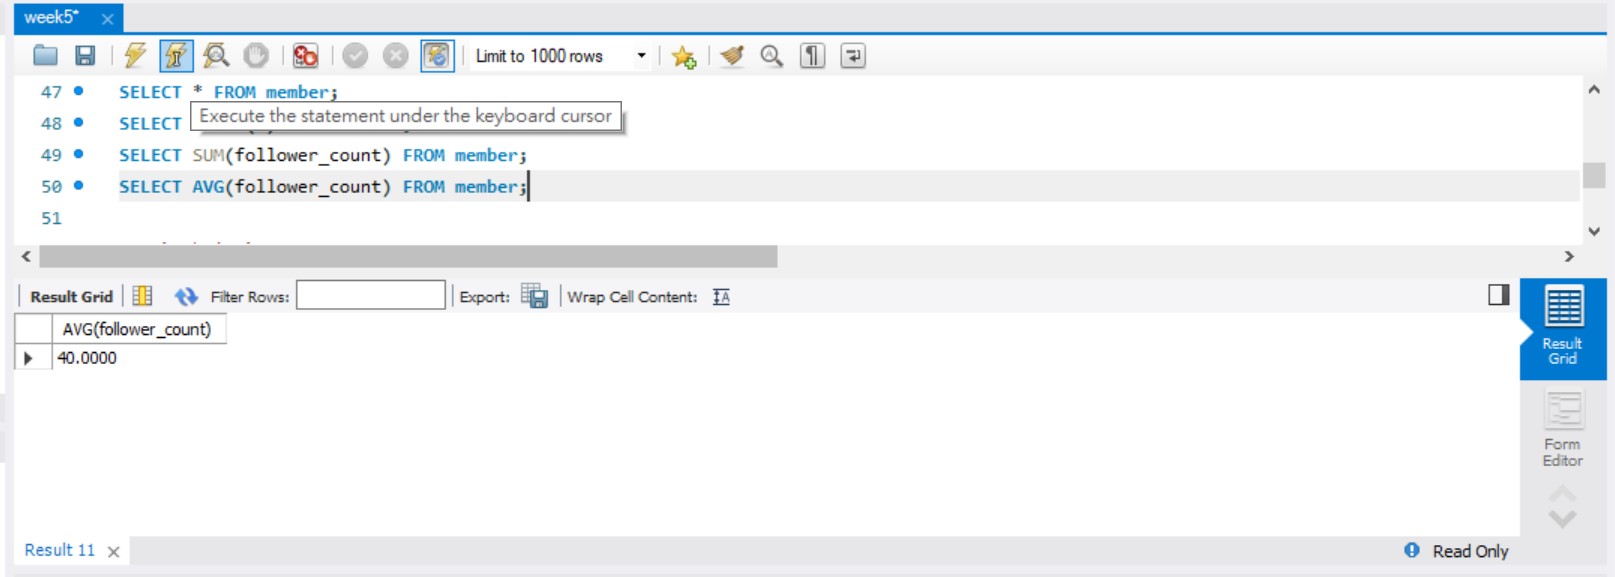 week5*
Limit to 1000 rows
47 SELECT * FROM member;
Execute the statement under the keyboard cursor
48 SELECT
49 SELECT SUM(follower_count) FROM member;
50 SELECT AVG(follower_count) FROM member;
51
Result Grid Filter Rows: Export: Wrap Cell Content:
AVG(follower_count)
40.0000
Result
Grid
Form
Editor
Result 11
Read Only